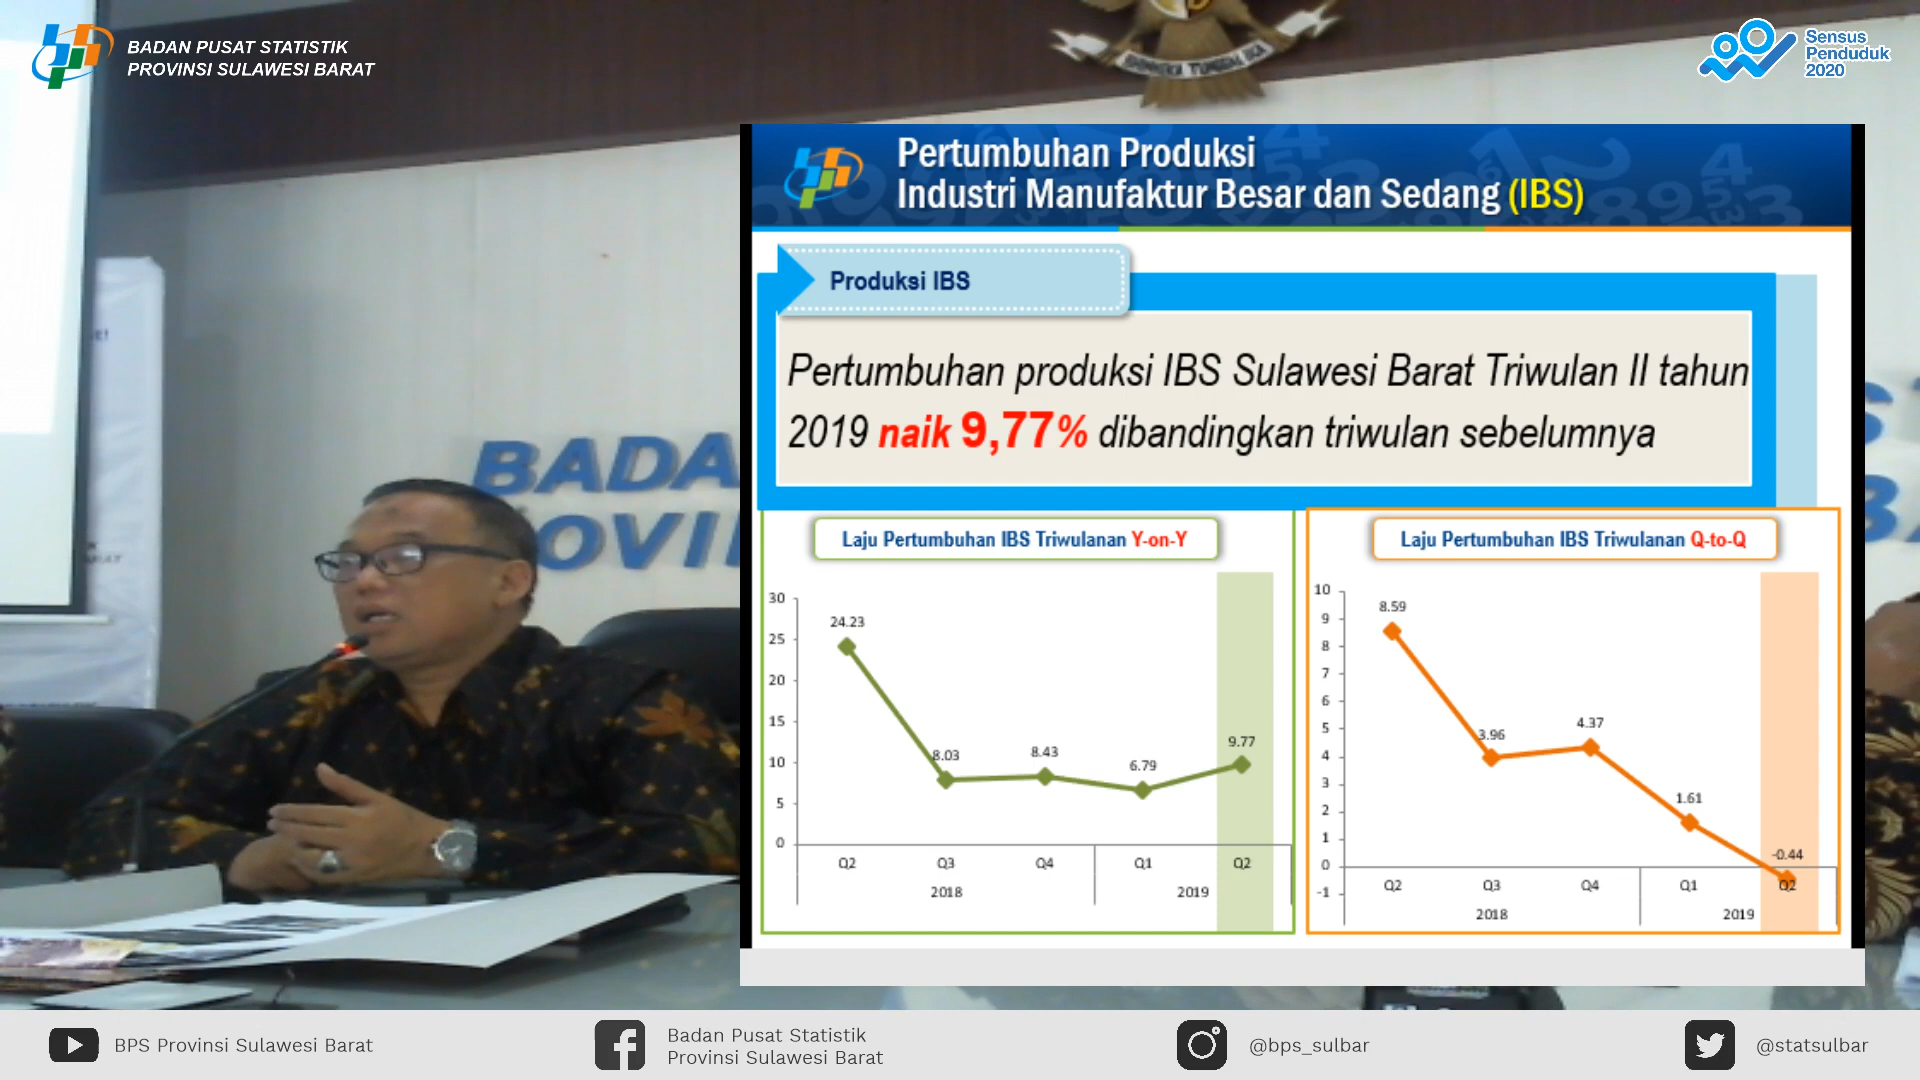 BADAN PUSAT STATISTIK
PROVINSI SULAWESI BARAT
Sensus
Penduduk
2020
Pertumbuhan Produksi
Industri Manufaktur Besar dan Sedang (IBS)
Produksi IBS
Pertumbuhan produksi IBS Sulawesi Barat Triwulan II tahun
2019 naik 9,77% dibandingkan triwulan sebelumnya
BADA
ROVI
Laju Pertumbuhan IBS Triwulanan Y-on-Y
30
25
20
15
10
5
0
24.23
8.03
8.43
6.79
9.77
Q2 Q3 Q4 Q1 Q2
2018 2019
Laju Pertumbuhan IBS Triwulanan Q-to-Q
10
9
8
7
6
5
4
3
2
1
0
-1
8.59
3.96
4.37
1.61
-0.44
Q2 Q3 Q4 Q1 Q2
2018 2019
BPS Provinsi Sulawesi Barat
Badan Pusat Statistik
Provinsi Sulawesi Barat
@bps_sulbar
@statsulbar